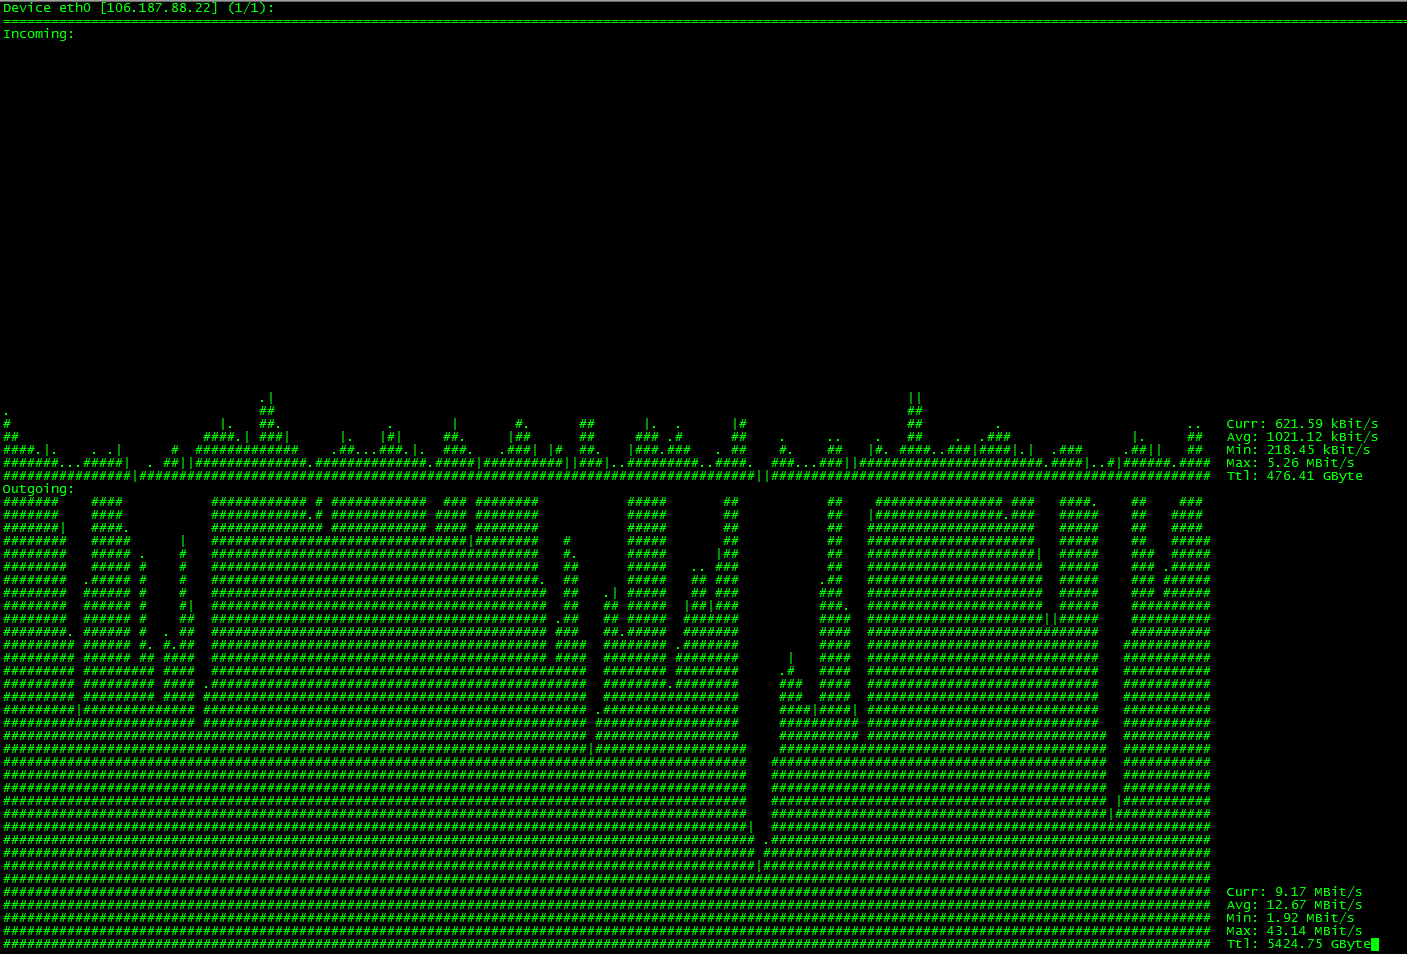 Device eth0 [106.187.88.22] (1/1):
Incoming:
Curr: 621.59 kBit/s
Avg: 1021.12 kBit/s
Min: 218.45 kBit/s
Max: 5.26 MBit/s
Ttl: 476.41 GByte
Outgoing:
Curr: 9.17 MBit/s
Avg: 12.67 MBit/s
Min: 1.92 MBit/s
Max: 43.14 MBit/s
Ttl: 5424.75 GByte